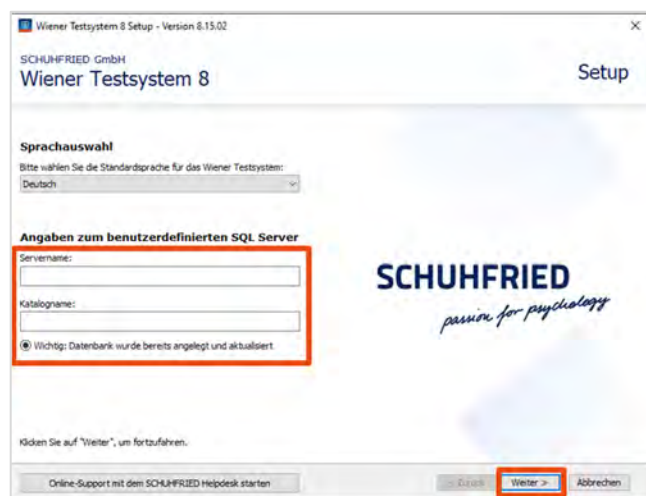 Wiener Testsystem 8 Setup - Version 8.15.02
SCHUHFRIED GmbH
Wiener Testsystem 8
Setup
Sprachauswahl
Bitte wählen Sie die Standardsprache für das Wiener Testsystem:
Deutsch
Angaben zum benutzerdefinierten SQL Server
Servername:
Katalogname:
Wichtig: Datenbank wurde bereits angelegt und aktualisiert
SCHUHFRIED
passion for psychology
Klicken Sie auf "Weiter", um fortzufahren.
Online-Support mit dem SCHUHFRIED Helpdesk starten
< Zurück
Weiter >
Abbrechen